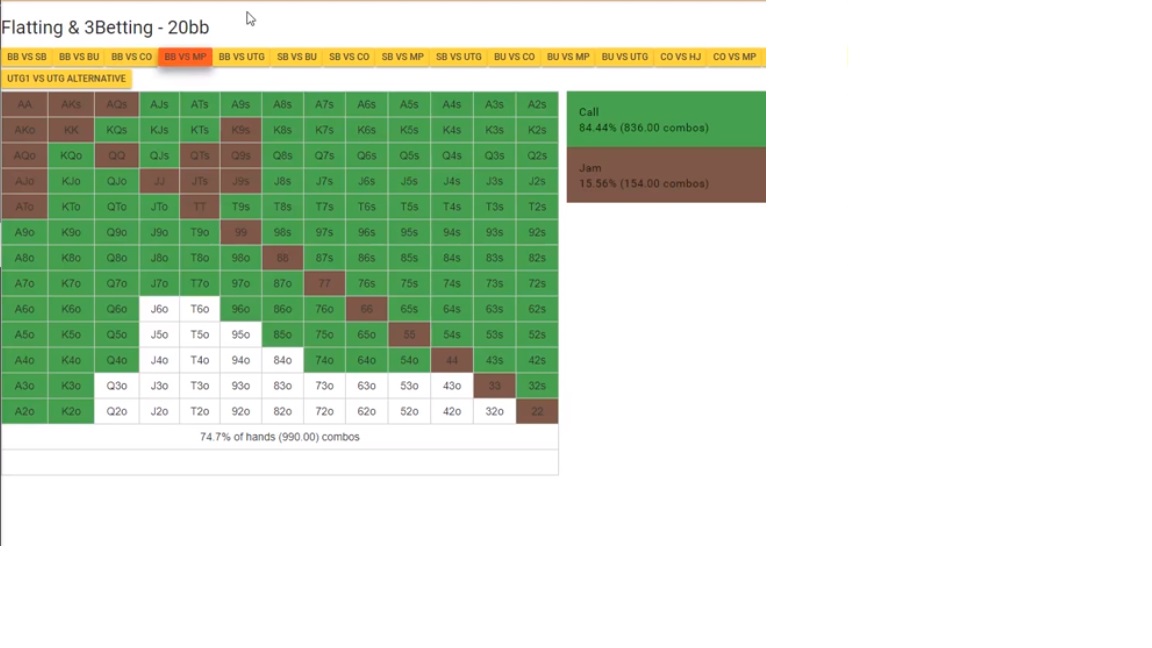 Flatting & 3Betting - 20bb
BB VS SB BB VS BU BB VS CO BB VS MP BB VS UTG SB VS BU SB VS CO SB VS MP SB VS UTG BU VS CO BU VS MP BU VS UTG CO VS HJ CO VS MP
UTG1 VS UTG ALTERNATIVE
AA AKs AQs AJs ATs A9s A8s A7s A6s A5s A4s A3s A2s
AKo KK KQs KJs KTs K9s K8s K7s K6s K5s K4s K3s K2s
AQo KQo QQ QJs QTs Q9s Q8s Q7s Q6s Q5s Q4s Q3s Q2s
AJo KJo QJo JJ JTs J9s J8s J7s J6s J5s J4s J3s J2s
ATo KTo QTo JTo TT T9s T8s T7s T6s T5s T4s T3s T2s
A9o K9o Q9o J9o T9o 99 98s 97s 96s 95s 94s 93s 92s
A8o K8o Q8o J8o T8o 98o 88 87s 86s 85s 84s 83s 82s
A7o K7o Q7o J7o T7o 97o 87o 77 76s 75s 74s 73s 72s
A6o K6o Q6o J6o T6o 96o 86o 76o 66 65s 64s 63s 62s
A5o K5o Q5o J5o T5o 95o 85o 75o 65o 55 54s 53s 52s
A4o K4o Q4o J4o T4o 94o 84o 74o 64o 54o 44 43s 42s
A3o K3o Q3o J3o T3o 93o 83o 73o 63o 53o 43o 33 32s
A2o K2o Q2o J2o T2o 92o 82o 72o 62o 52o 42o 32o 22
74.7% of hands (990.00) combos
Call
84.44% (836.00 combos)
Jam
15.56% (154.00 combos)